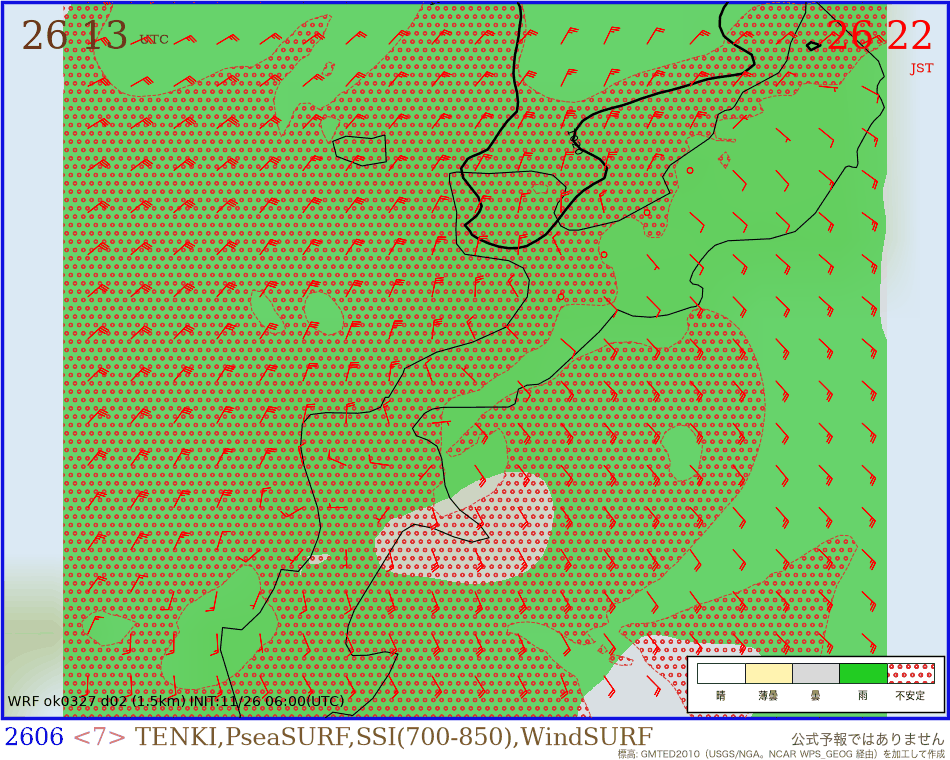 26 13 UTC
26 22
JST
WRF ok0327 d02 (1.5km) INIT:11/26 06:00(UTC)
晴 薄曇 曇 雨 不安定
2606 <7> TENKI,PseaSURF,SSI(700-850),WindSURF
公式予報ではありません
標高: GMTED2010（USGS/NGA。NCAR WPS_GEOG 経由）を加工して作成